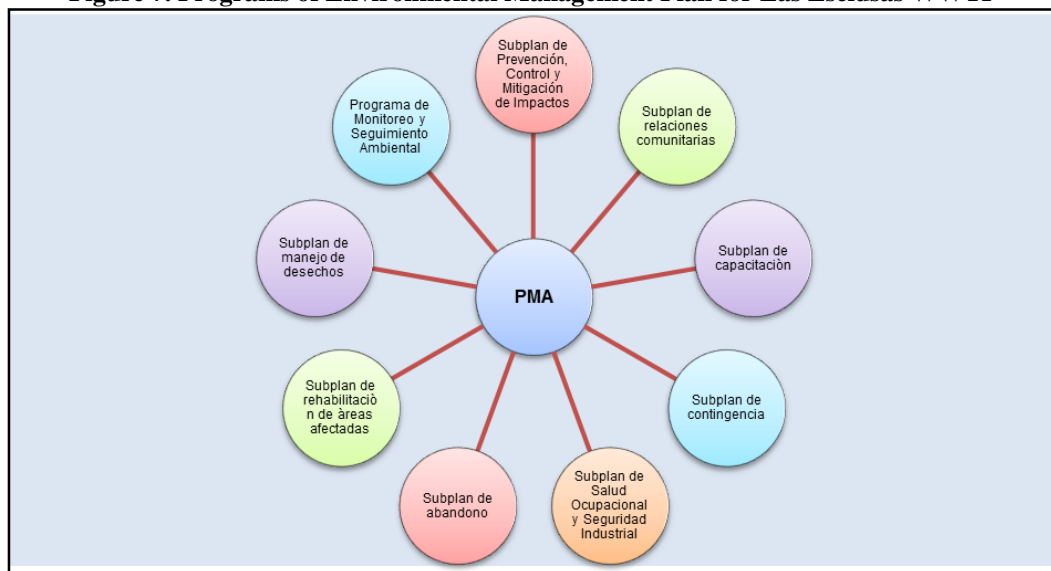 Figure Programs of Environmental Management Plan for Las Esclusas
Subplan de
Prevención,
Control y
Mitigación
de Impactos
Subplan de
relaciones
comunitarias
Subplan de
capacitaciòn
Subplan de
contingencia
Subplan de
Salud
Ocupacional
y Seguridad
Industrial
Subplan de
abandono
Subplan de
rehabilitaciò
n de àreas
afectadas
Subplan de
manejo de
desechos
Programa de
Monitoreo y
Seguimiento
Ambiental
PMA